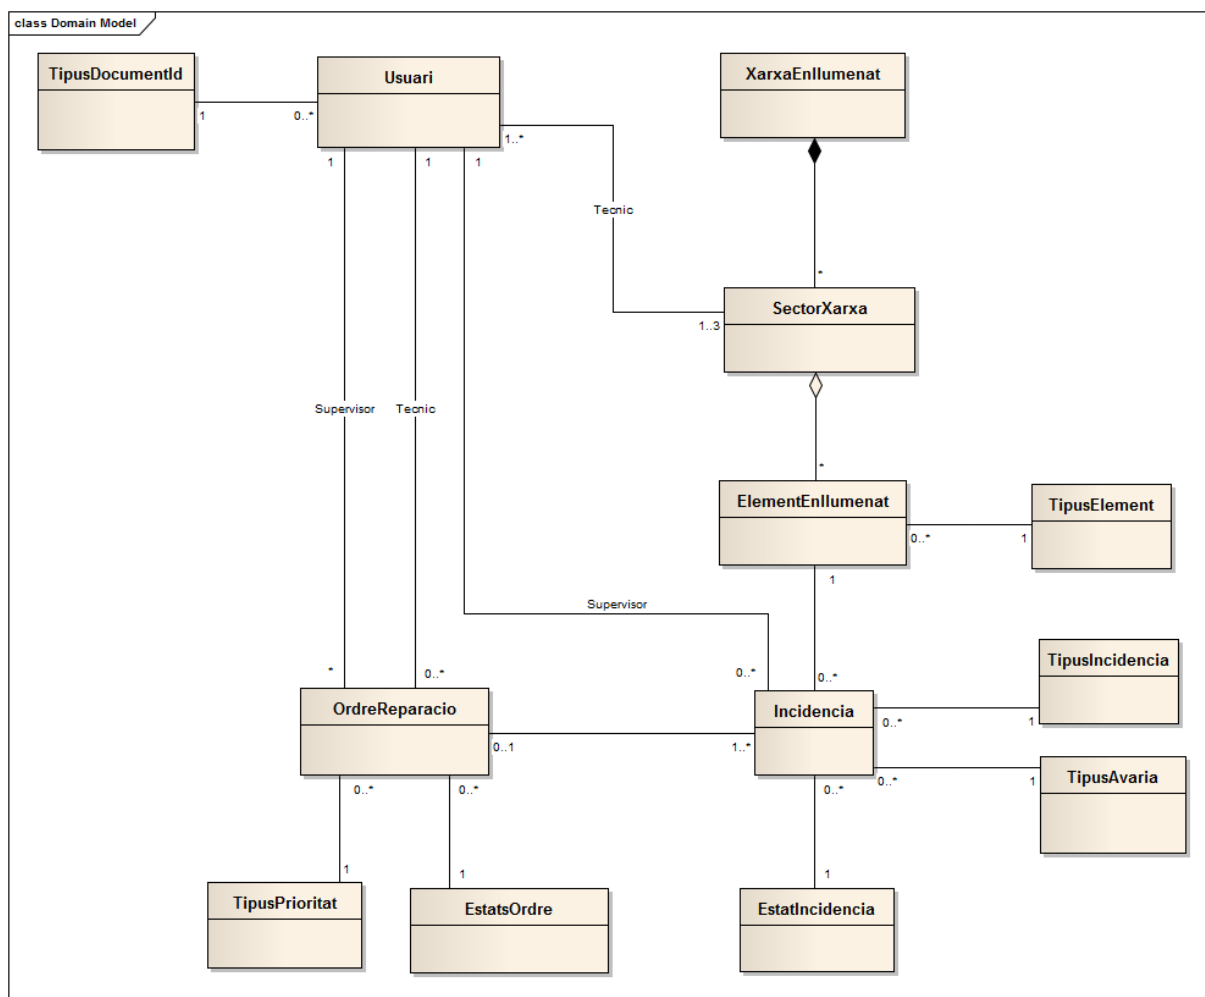 class Domain Model
TipusDocumentId
Usuari
XarxaEnllumenat
1
0..*
1..*
1
1
1
Tecnic
*
SectorXarxa
1..3
Supervisor
Tecnic
*
ElementEnllumenat
TipusElement
0..*
1
1
Supervisor
TipusIncidencia
*
0..*
0..*
0..*
OrdreReparacio
Incidencia
0..*
1
0..1
1..*
TipusAvaria
0..*
1
0..*
0..*
0..*
1
1
1
TipusPrioritat
EstatsOrdre
EstatIncidencia